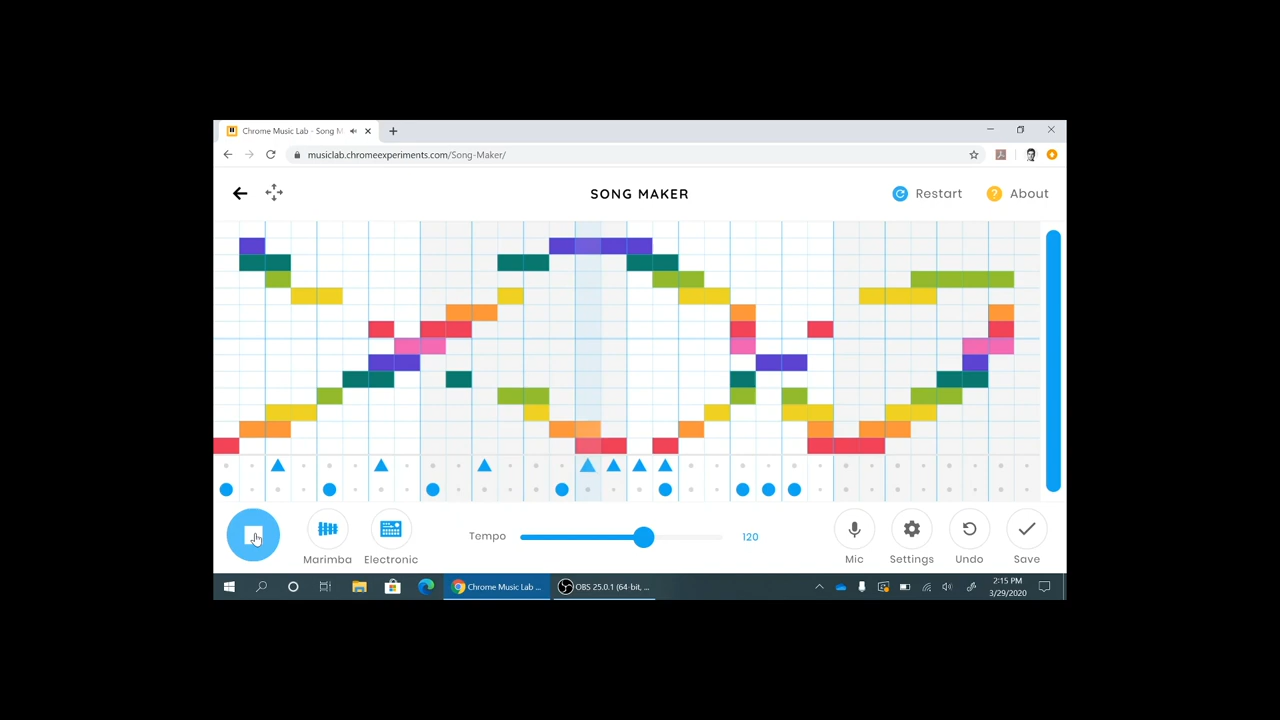 Chrome Music Lab - Song M
musiclab.chromeexperiments.com/Song-Maker/
SONG MAKER
Restart
About
Tempo
120
Marimba
Electronic
Mic
Settings
Undo
Save
Chrome Music Lab ...
OBS 25.0.1 (64-bit, ...
2:15 PM
3/29/2020